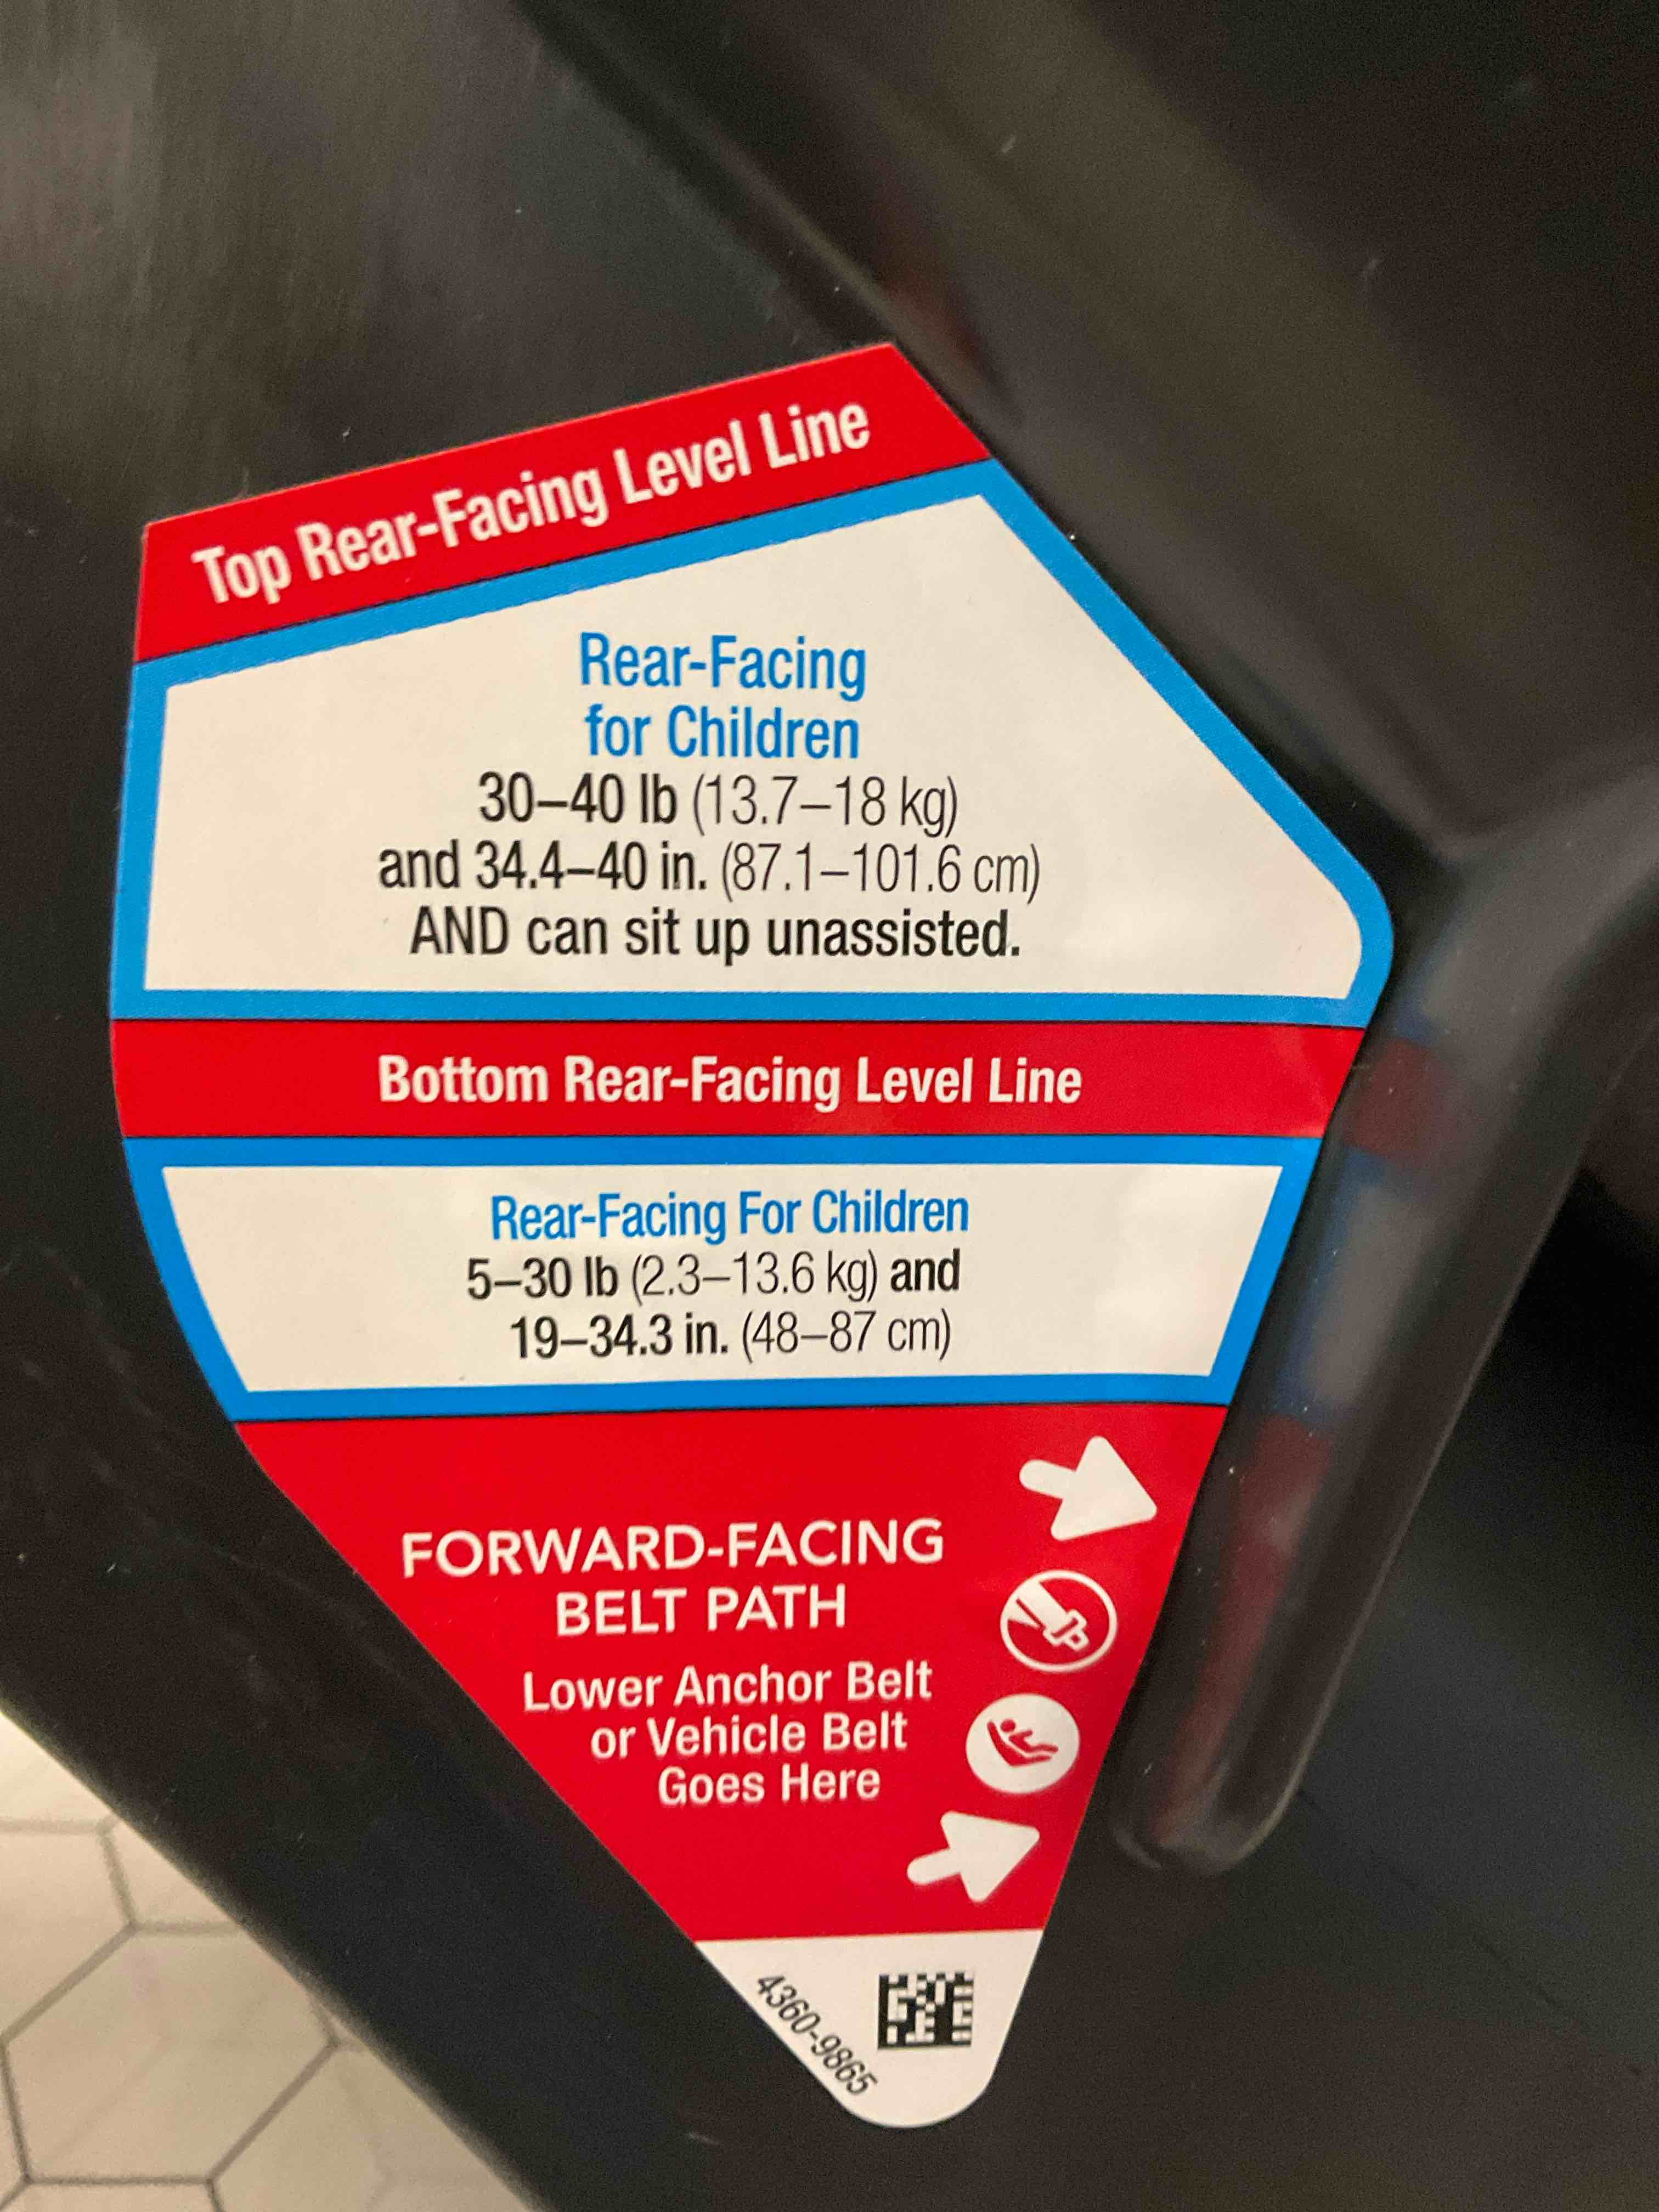 Top Rear-Facing Level Line
Rear-Facing
for Children
30–40 lb (13.7–18 kg)
and 34.4–40 in. (87.1–101.6 cm)
AND can sit up unassisted.
Bottom Rear-Facing Level Line
Rear-Facing For Children
5–30 lb (2.3–13.6 kg) and
19–34.3 in. (48–87 cm)
FORWARD-FACING
BELT PATH
Lower Anchor Belt
or Vehicle Belt
Goes Here
4360-9865